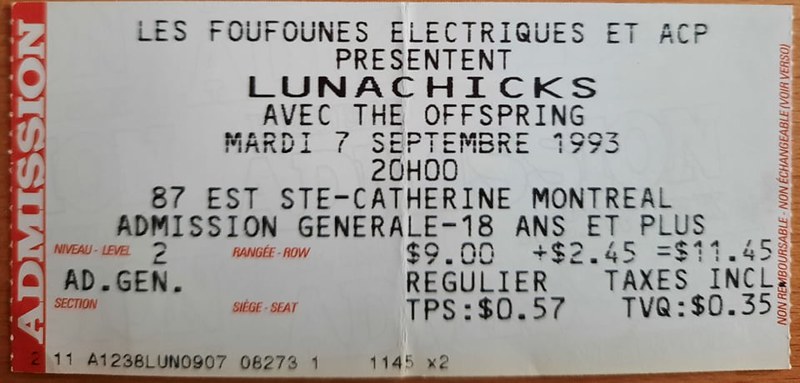 ADMISSION
LES FOUFOUNES ELECTRIQUES ET ACP
PRESENTENT
LUNACHICKS
AVEC THE OFFSPRING
MARDI 7 SEPTEMBRE 1993
20H00
87 EST STE-CATHERINE MONTREAL
ADMISSION GENERALE-18 ANS ET PLUS
NIVEAU - LEVEL 2 RANGÉE - ROW $9.00 +$2.45 =$11.45
AD.GEN. REGULIER TAXES INCL.
SECTION SIÈGE - SEAT TPS:$0.57 TVQ:$0.35
2 11 A1238LUN0907 08273 1 1145 x2
NON REMBOURSABLE - NON ÉCHANGEABLE (VOIR VERSO)